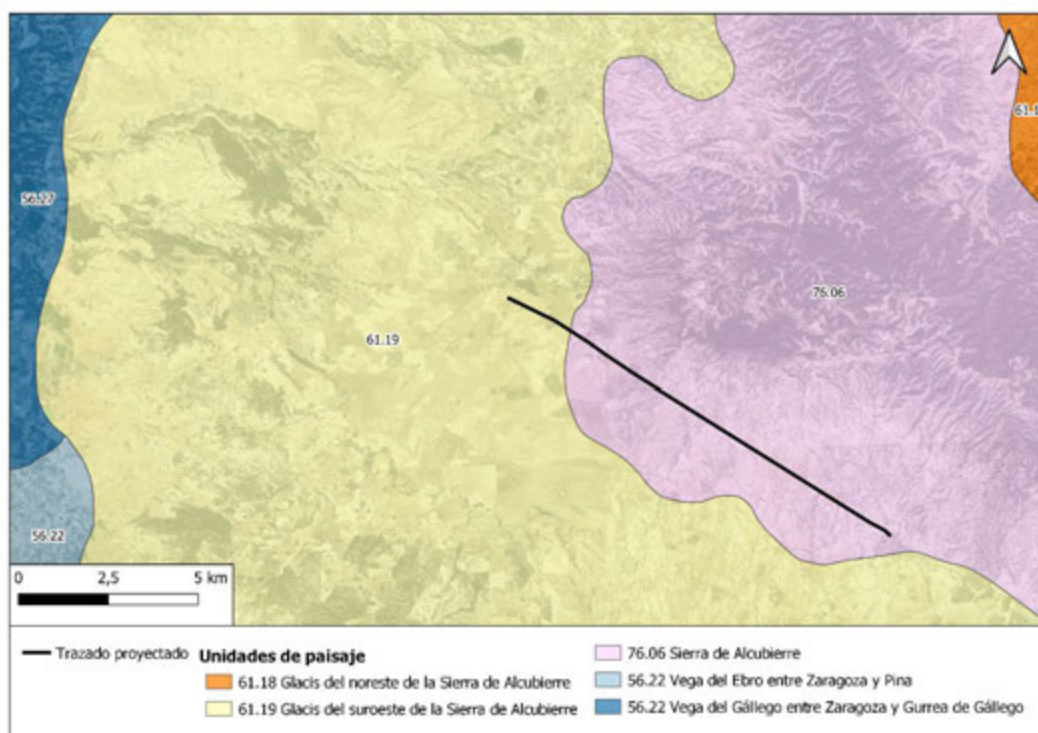 61.1
56.27
76.06
61.19
56.22
0 2,5 5 km
Trazado proyectado
Unidades de paisaje
61.18 Glacis del noreste de la Sierra de Alcubierre
61.19 Glacis del suroeste de la Sierra de Alcubierre
76.06 Sierra de Alcubierre
56.22 Vega del Ebro entre Zaragoza y Pina
56.22 Vega del Gállego entre Zaragoza y Gurrea de Gállego